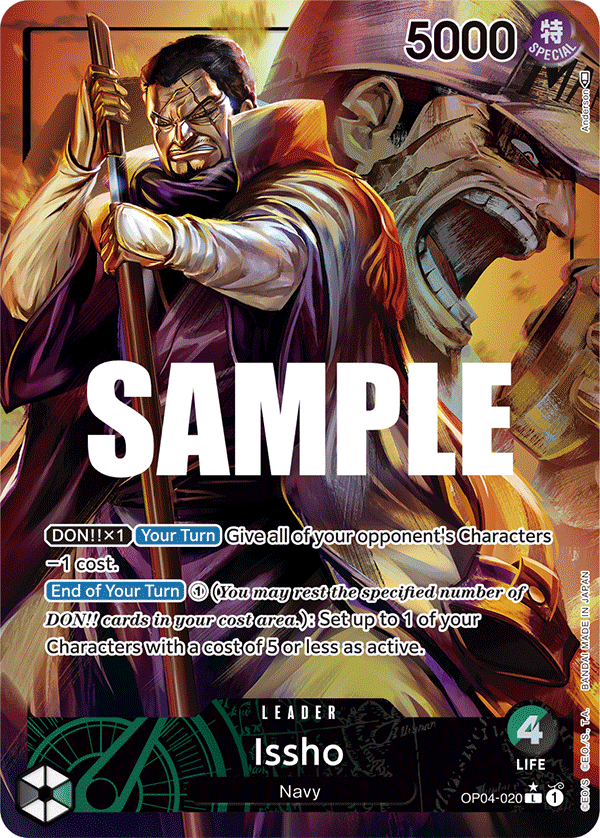 5000 特
SPECIAL
M
Anderson
SAMPLE
DON!!×1 Your Turn Give all of your opponent's Characters
−1 cost.
End of Your Turn ① (You may rest the specified number of
DON!! cards in your cost area.): Set up to 1 of your
Characters with a cost of 5 or less as active.
©EO/S ©E.O./S., T.A. BANDAI MADE IN JAPAN
LEADER
Issho
4
LIFE
Navy
OP04-020 L 1